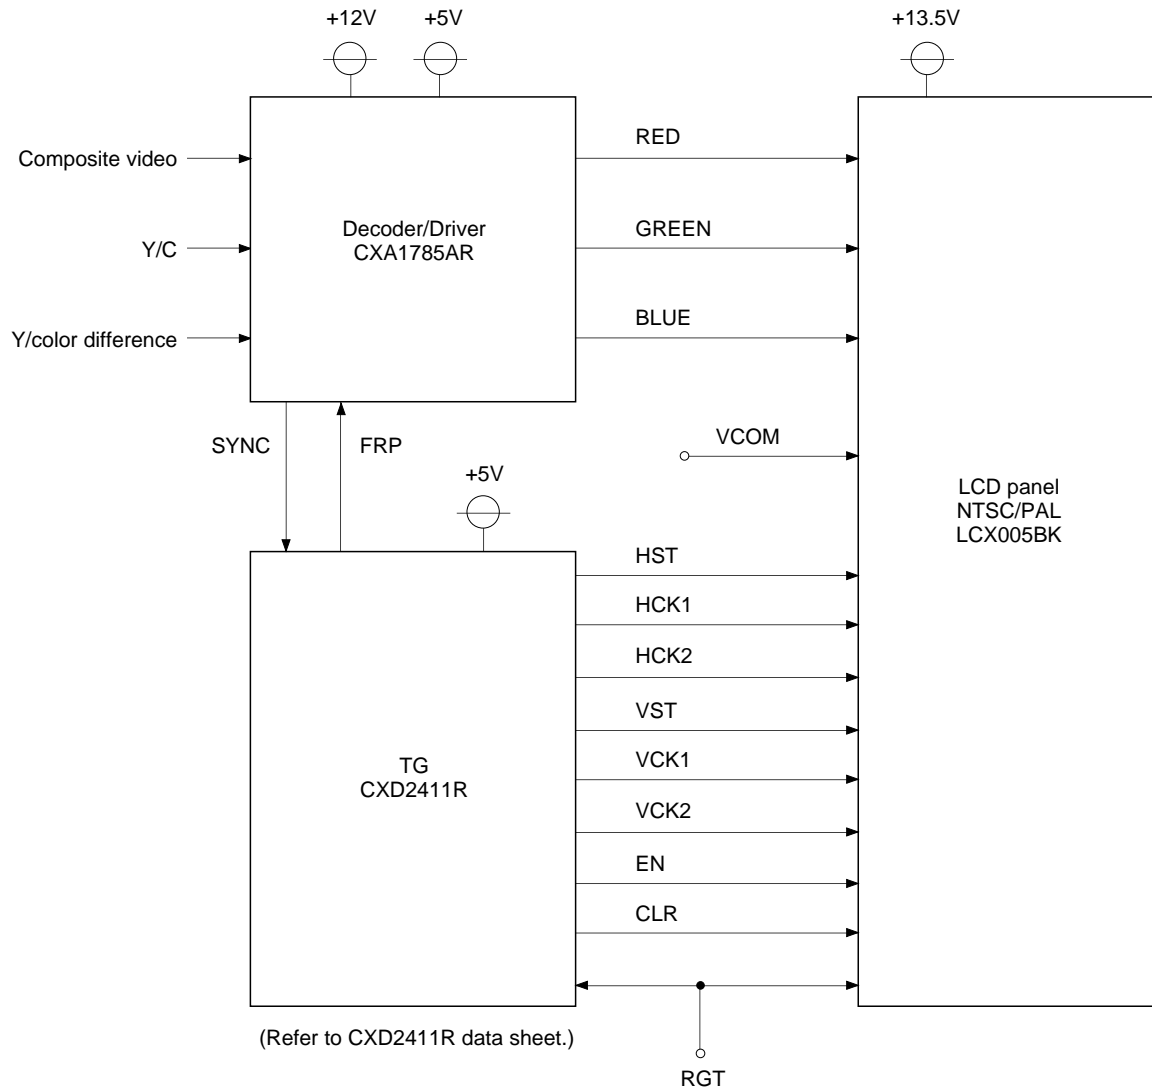 +12V
+5V
+13.5V
Composite video
Y/C
Y/color difference
Decoder/Driver
CXA1785AR
RED
GREEN
BLUE
SYNC
FRP
+5V
VCOM
LCD panel
NTSC/PAL
LCX005BK
TG
CXD2411R
HST
HCK1
HCK2
VST
VCK1
VCK2
EN
CLR
(Refer to CXD2411R data sheet.)
RGT